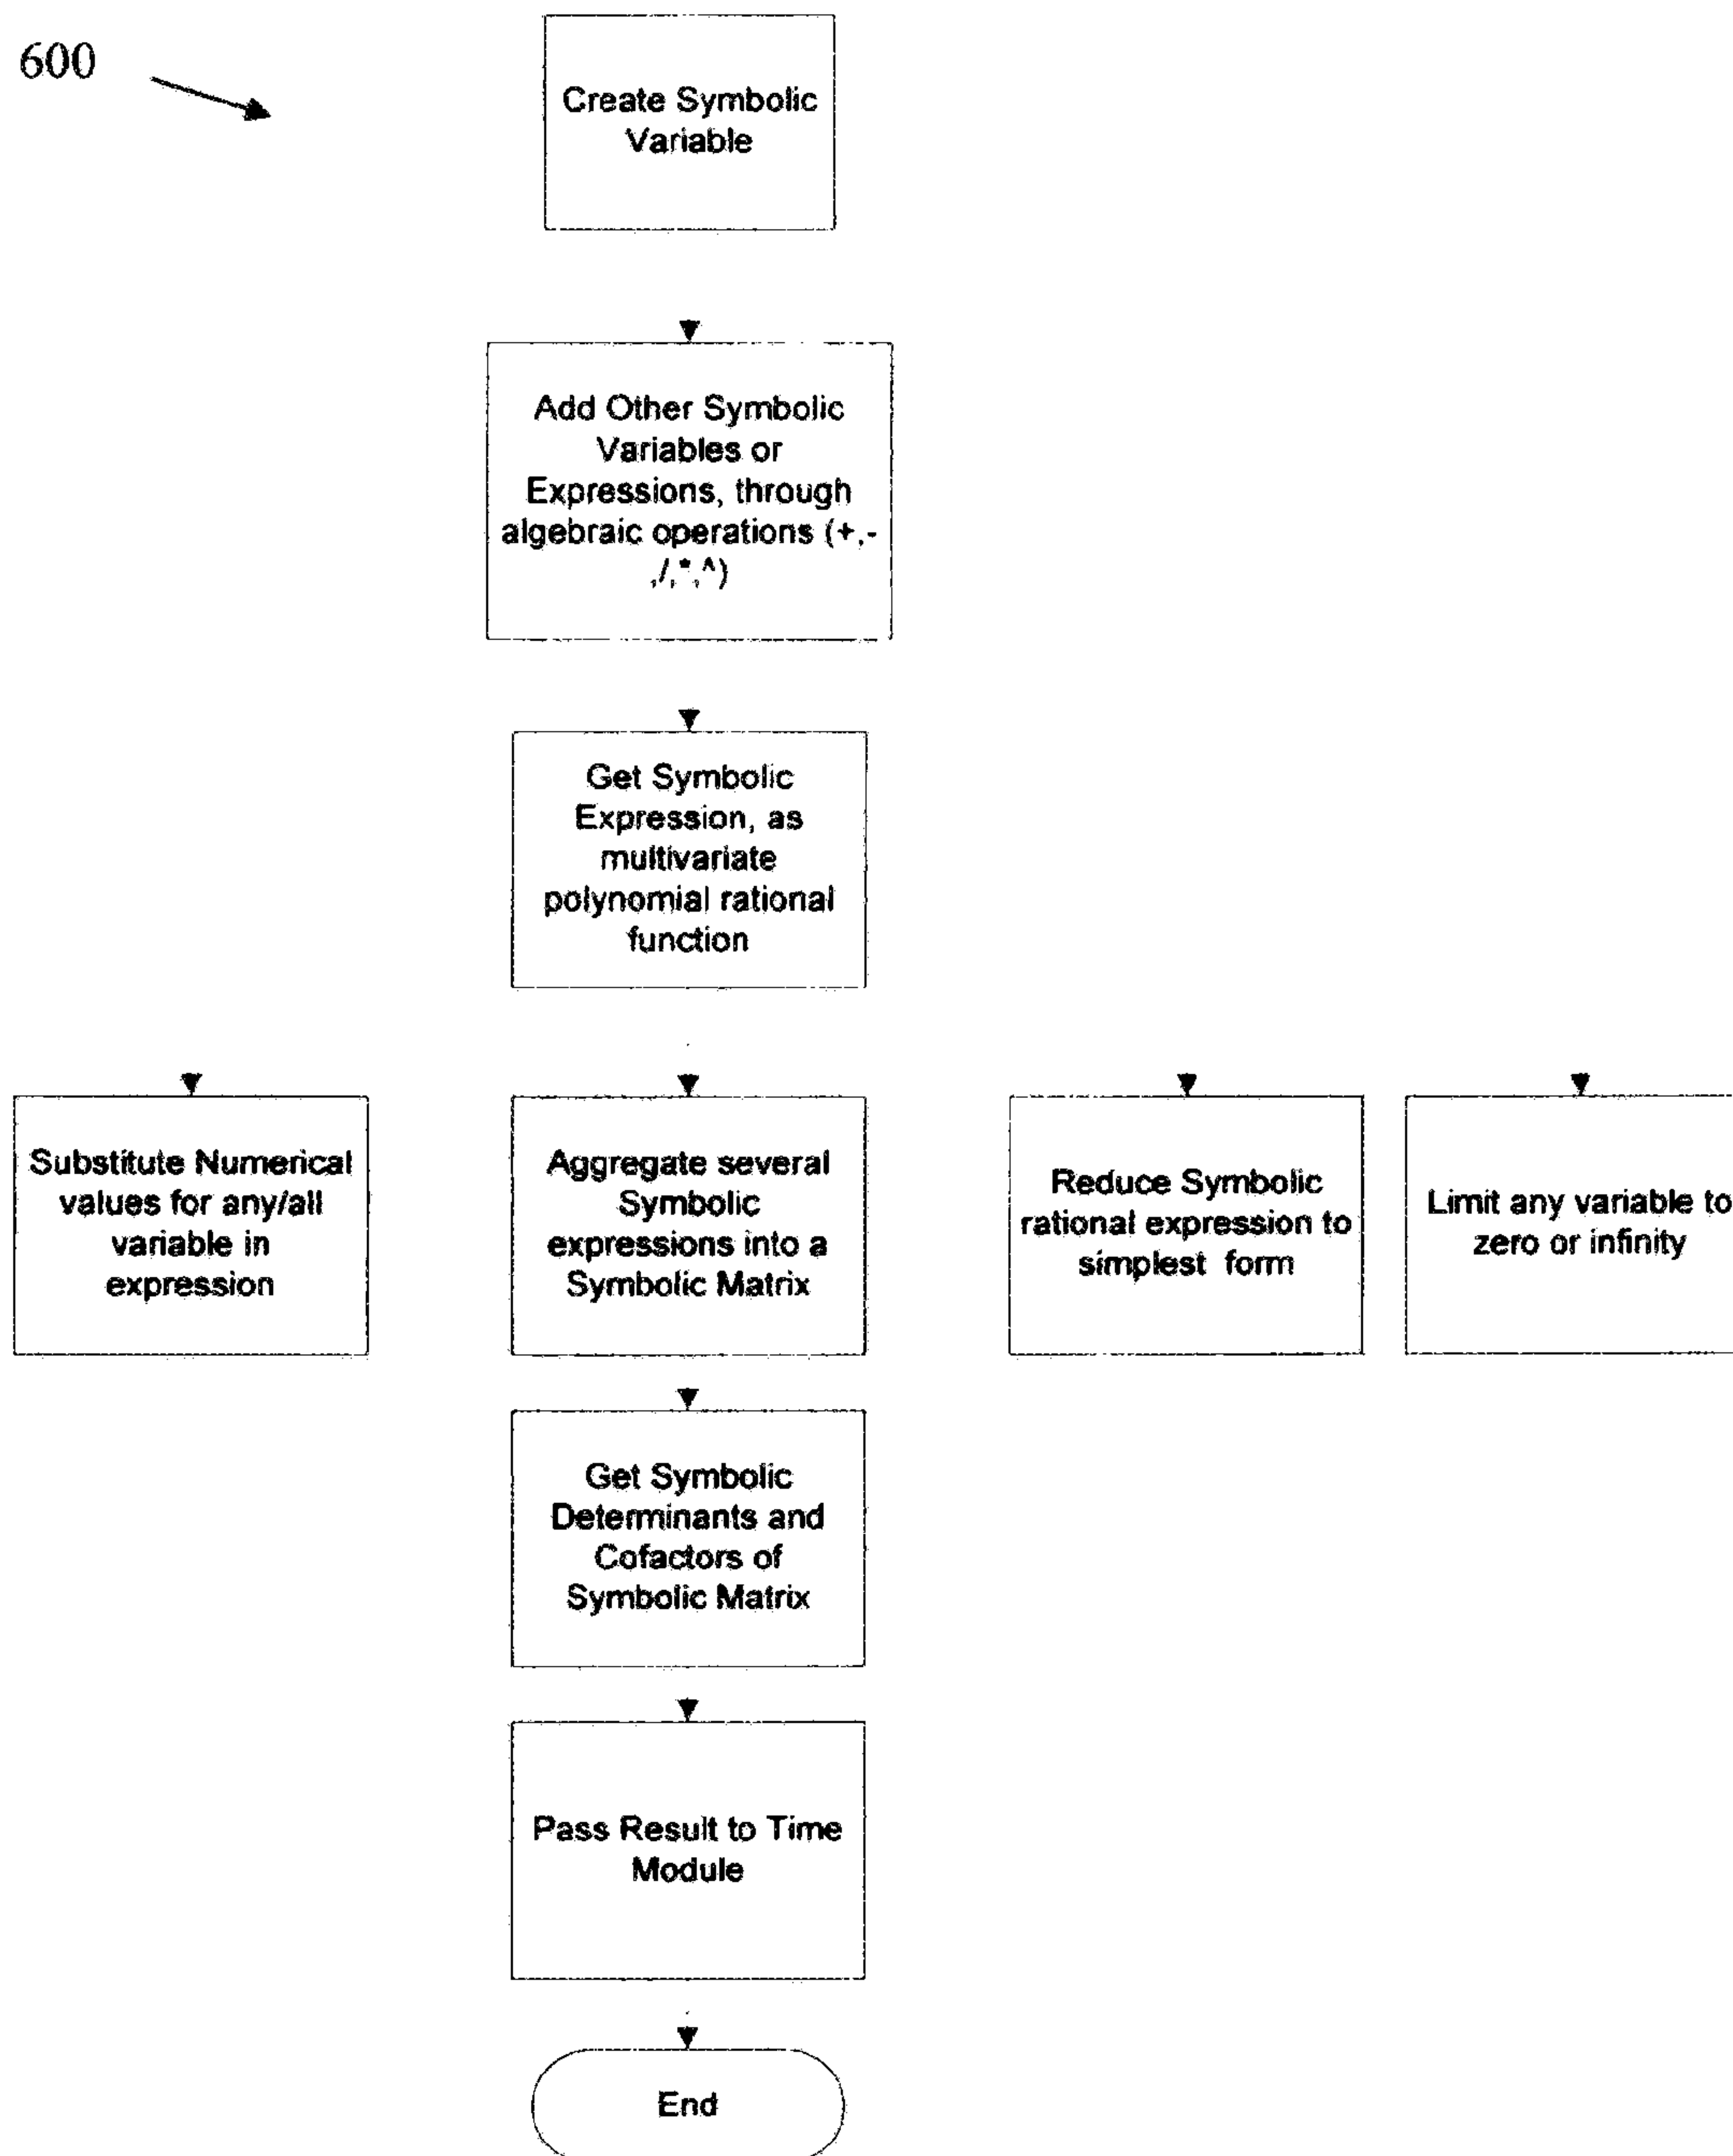 600
Create Symbolic
Variable
Add Other Symbolic
Variables or
Expressions, through
algebraic operations (+,-
,/,*,^)
Get Symbolic
Expression, as
multivariate
polynomial rational
function
Substitute Numerical
values for any/all
variable in
expression
Aggregate several
Symbolic
expressions into a
Symbolic Matrix
Reduce Symbolic
rational expression to
simplest form
Limit any variable to
zero or infinity
Get Symbolic
Determinants and
Cofactors of
Symbolic Matrix
Pass Result to Time
Module
End